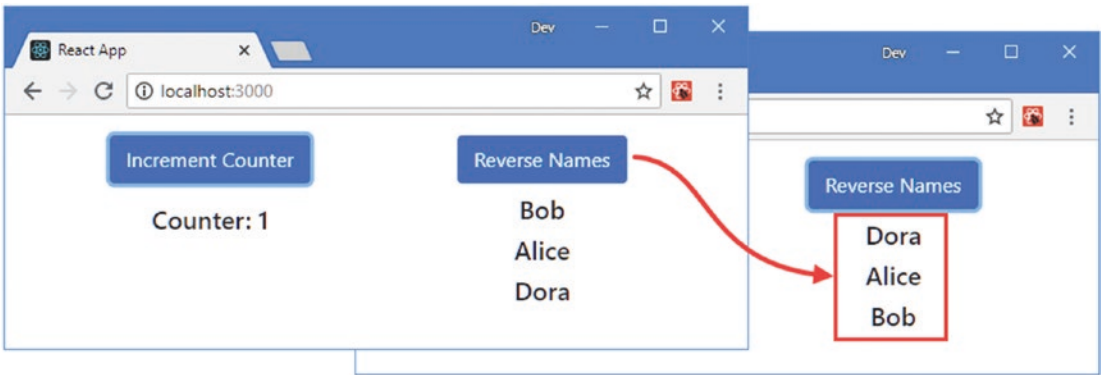 Dev
React App
localhost:3000
Increment Counter
Counter: 1
Reverse Names
Bob
Alice
Dora
Dev
Reverse Names
Dora
Alice
Bob